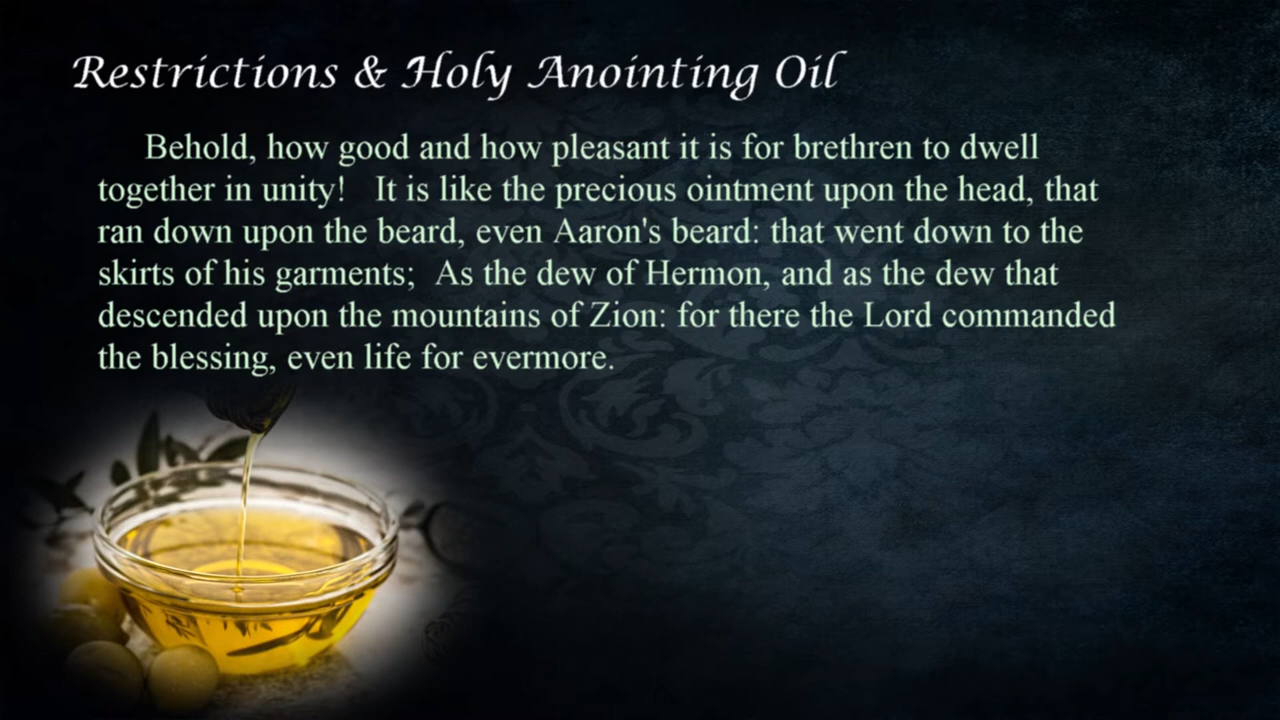 Restrictions & Holy Anointing Oil
Behold, how good and how pleasant it is for brethren to dwell
together in unity!   It is like the precious ointment upon the head, that
ran down upon the beard, even Aaron's beard: that went down to the
skirts of his garments;  As the dew of Hermon, and as the dew that
descended upon the mountains of Zion: for there the Lord commanded
the blessing, even life for evermore.